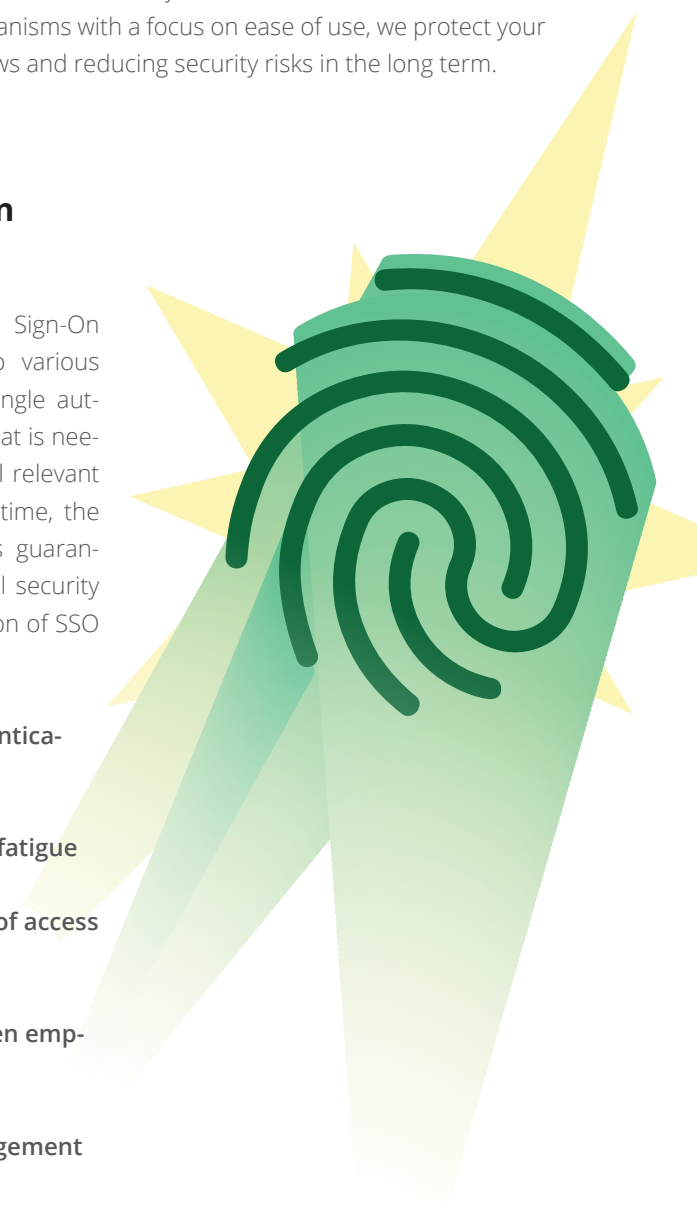 anisms with a focus on ease of use, we protect your
ws and reducing security risks in the long term.
n
Sign-On
o various
ngle aut-
at is nee-
l relevant
time, the
s guaran-
l security
on of SSO
ntica-
fatigue
of access
en emp-
gement